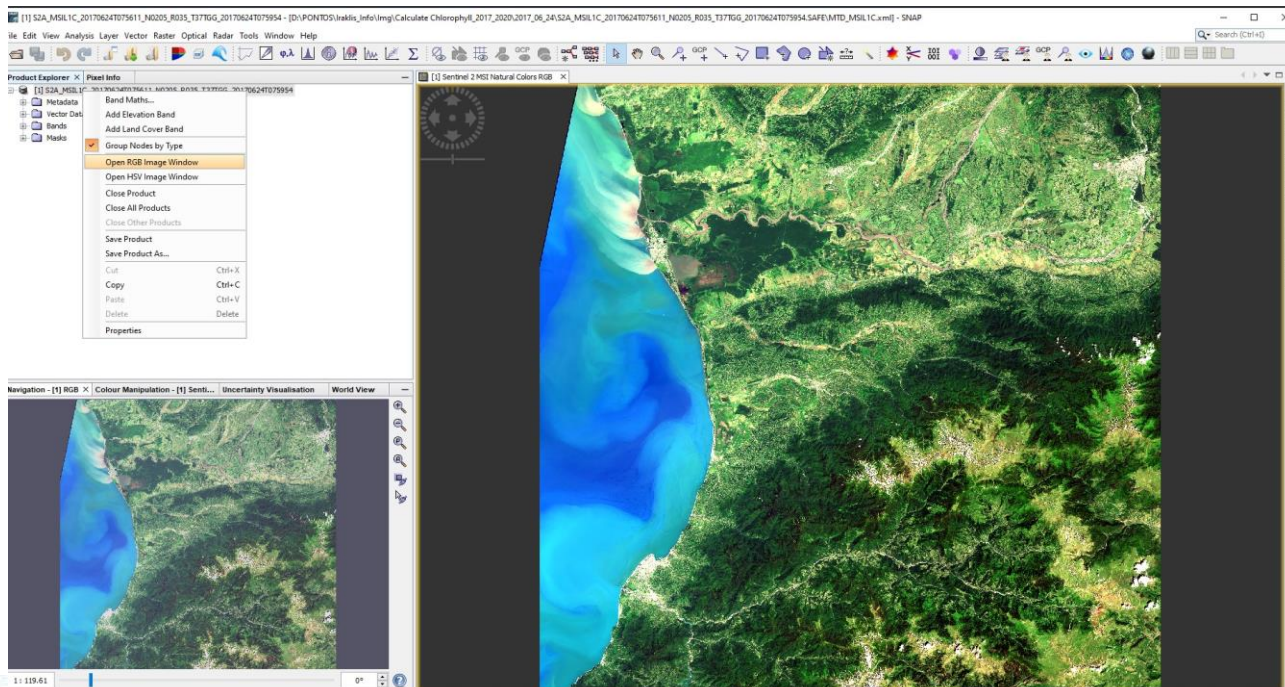 [1] S2A_MSIL1C_20170624T075611_N0205_R035_T37TGG_20170624T075954 - [D:\PONTOS\Iraklis_Info\Img\Calculate Chlorophyll_2017_2020\2017_06_24\S2A_MSIL1C_20170624T075611_N0205_R035_T37TGG_20170624T075954.SAFE\MTD_MSIL1C.xml] - SNAP
File Edit View Analysis Layer Vector Raster Optical Radar Tools Window Help
Search (Ctrl+I)
Product Explorer Pixel Info
[1] Sentinel 2 MSI Natural Colors RGB
[1] S2A_MSIL1C_20170624T075611_N0205_R035_T37TGG_20170624T075954
Metadata
Vector Dat
Bands
Masks
Band Maths...
Add Elevation Band
Add Land Cover Band
Group Nodes by Type
Open RGB Image Window
Open HSV Image Window
Close Product
Close All Products
Close Other Products
Save Product
Save Product As...
Cut Ctrl+X
Copy Ctrl+C
Paste Ctrl+V
Delete Delete
Properties
Navigation - [1] RGB Colour Manipulation - [1] Senti... Uncertainty Visualisation World View
1: 119.61
0°